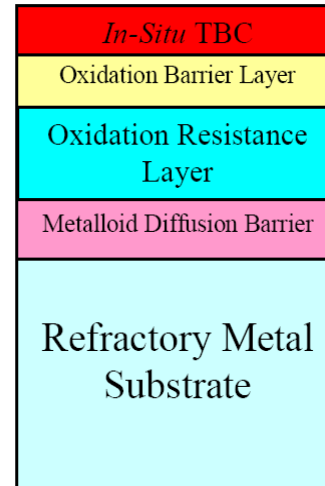 In-Situ TBC
Oxidation Barrier Layer
Oxidation Resistance
Layer
Metalloid Diffusion Barrier
Refractory Metal
Substrate